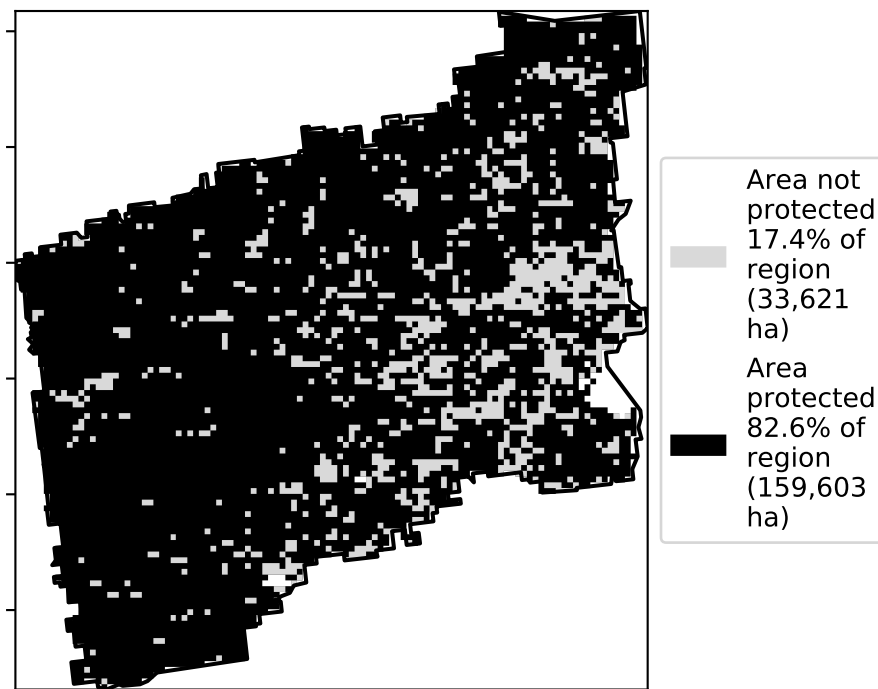 Area not
protected
17.4% of
region
(33,621
ha)
Area
protected
82.6% of
region
(159,603
ha)